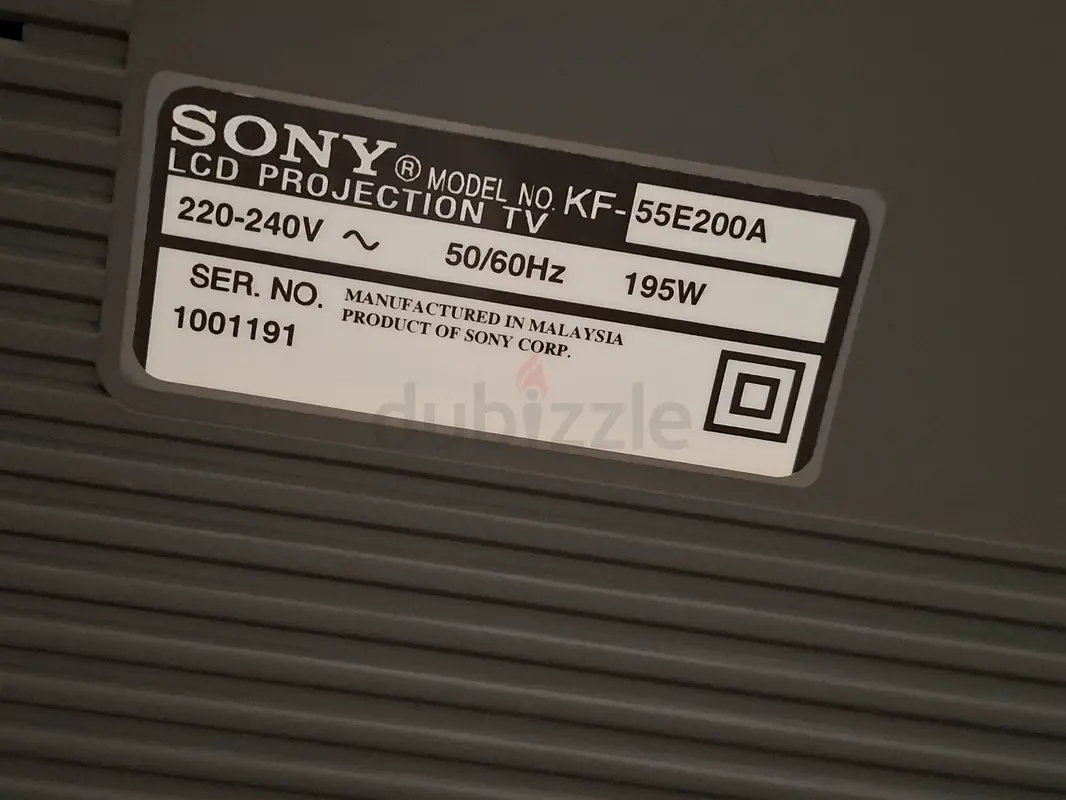 SONY® MODEL NO. KF-55E200A
LCD PROJECTION TV
220-240V ~ 50/60Hz 195W
SER. NO.
1001191
MANUFACTURED IN MALAYSIA
PRODUCT OF SONY CORP.
dubizzle